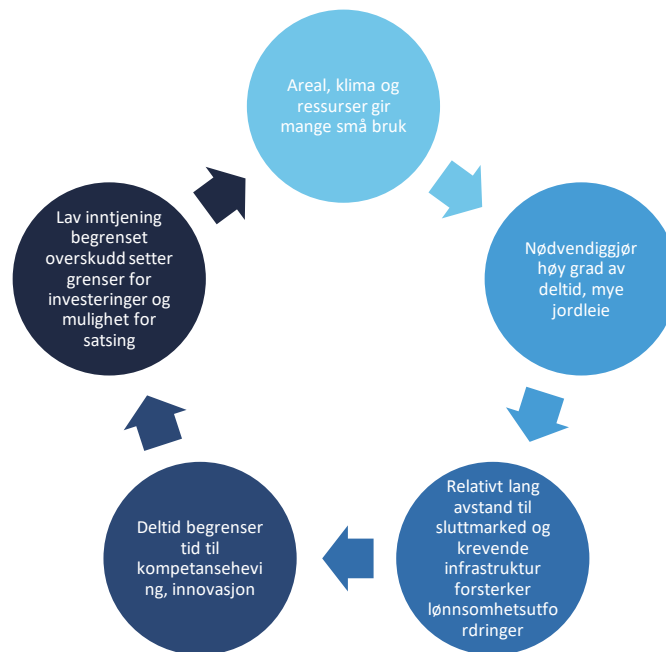 Areal, klima og
ressurser gir
mange små bruk
Nødvendiggjør
høy grad av
deltid, mye
jordleie
Relativt lang
avstand til
sluttmarked og
krevende
infrastruktur
forsterker
lønnsomhetsutfo
rdringer
Deltid begrenser
tid til
kompetanseheVi
ng, innovasjon
Lav inntjening
begrenset
overskudd setter
grenser for
investeringer og
mulighet for
satsing